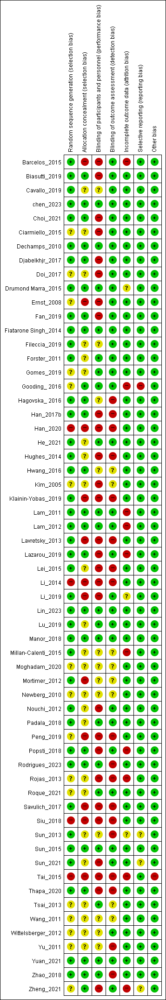 Random sequence generation (selection bias)
Allocation concealment (selection bias)
Blinding of participants and personnel (performance bias)
Blinding of outcome assessment (detection bias)
Incomplete outcome data (attrition bias)
Selective reporting (reporting bias)
Other bias
Barcelos_2015 + - - + - + +
Biasutti_2019 + + - + + + +
Cavallo_2019 + ? ? + + + +
chen_2023 + + + + + + +
Choi_2021 + + - + + + +
Ciarmiello_2015 ? ? - + + + +
Dechamps_2010 + + + + + + +
Djabelkhjr_2017 + + - + + + +
Doi_2017 ? ? - + + + +
Drumond Marra_2015 + + + + ? + +
Ernst_2008 ? - - + + + +
Fan_2019 + + - + + + +
Fiatarone Singh_2014 + + + + + + +
Fileccia_2019 + ? ? + + + +
Forster_2011 + ? + + + + +
Gomes_2019 ? ? + + + + +
Gooding_ 2016 ? + + + - - +
Hagovska_ 2016 + + ? - + + +
Han_2017b + + - - + + +
Han_2020 - - - - + + +
He_2021 + ? + + + + +
Hughes_2014 + ? - - + + +
Hwang_2016 + + ? ? + + +
Kim_2005 ? ? - ? + + +
Klainin-Yobas_2019 + - - - + + +
Lam_2011 + + + + - + +
Lam_2012 + + + + - + +
Lavretsky_2013 + - - - + + +
Lazarou_2019 + + - + - + +
Lei_2015 + ? - - + + +
Li_2014 - - - - + + +
Li_2019 + - - + ? + +
Lin_2023 + + + + + + +
Lu_2019 + ? + + + + +
Manor_2018 + + + + + + +
Millan-Calenti_2015 + ? ? ? - + +
Moghadam_2020 ? ? ? ? + + +
Mortimer_2012 + - ? ? + + +
Newberg_2010 ? ? ? ? + + +
Nouchi_2012 + ? - + + + +
Padala_2018 + ? + + + + +
Peng_2019 ? - - - + + +
Popsti_2018 + + - + - + +
Rodrigues_2023 + + + - + + +
Rojas_2013 ? ? - - - + +
Roque_2021 ? ? + + + + +
Savulich_2017 + - - - + + +
Siu_2018 - - - - + + +
Sun_2013 + ? ? - ? ? +
Sun_2015 + + + + + + +
Sun_2021 + ? - + + ? +
Tai_2015 - - - - - + -
Thapa_2020 + + - - + + +
Tsai_2013 ? ? + ? + + +
Wang_2011 ? ? ? ? + + +
Wittelsberger_2012 ? ? ? + + + +
Yu_2011 ? ? ? - + + +
Yuan_2021 + + + + + + +
Zhao_2018 + + + - + + +
Zheng_2021 ? + - + - ? +